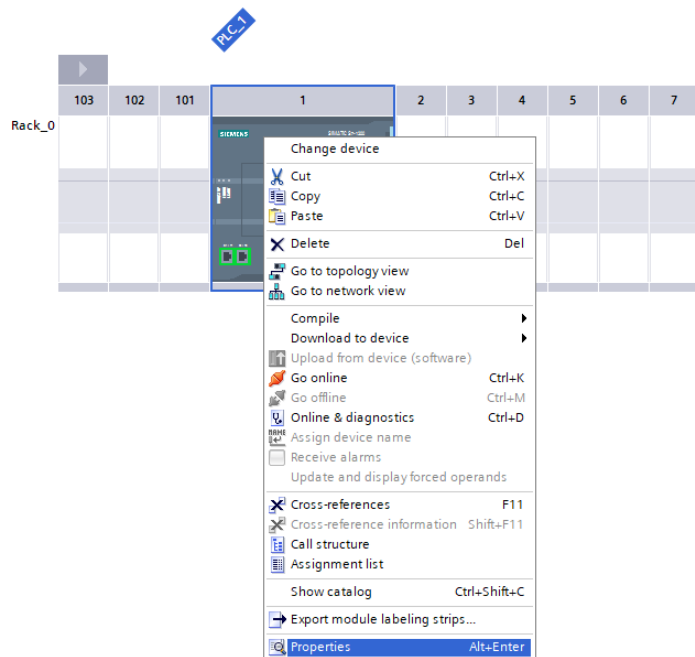 PLC_1
103 102 101 1 2 3 4 5 6 7
Rack_0
SIEMENS
Change device
Cut Ctrl+X
Copy Ctrl+C
Paste Ctrl+V
Delete Del
Go to topology view
Go to network view
Compile
Download to device
Upload from device (software)
Go online Ctrl+K
Go offline Ctrl+M
Online & diagnostics Ctrl+D
Assign device name
Receive alarms
Update and display forced operands
Cross-references F11
Cross-reference information Shift+F11
Call structure
Assignment list
Show catalog Ctrl+Shift+C
Export module labeling strips...
Properties Alt+Enter